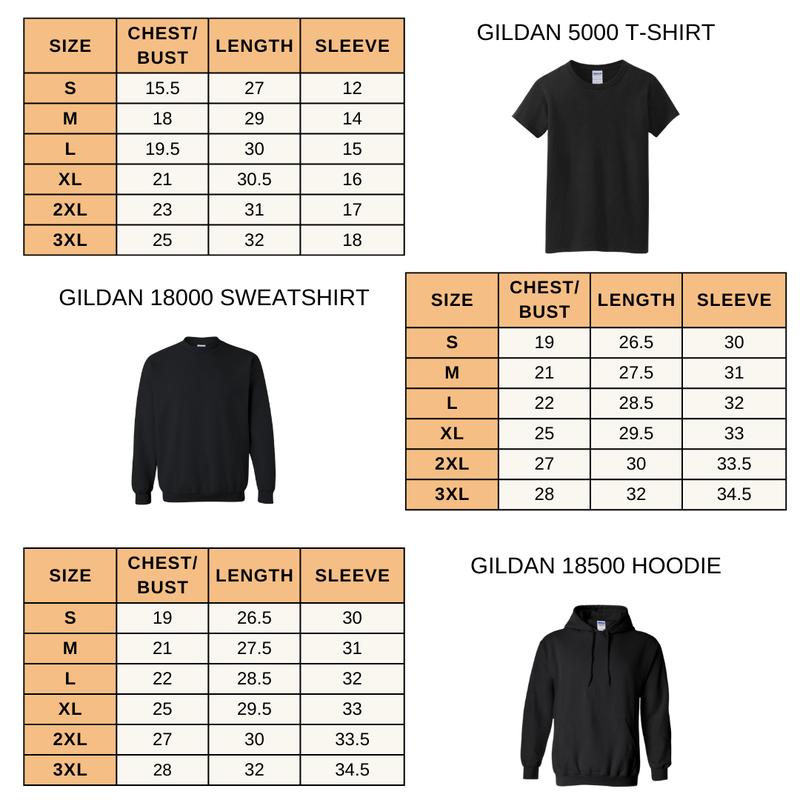 SIZE CHEST/ BUST LENGTH SLEEVE
S 15.5 27 12
M 18 29 14
L 19.5 30 15
XL 21 30.5 16
2XL 23 31 17
3XL 25 32 18
GILDAN 5000 T-SHIRT
GILDAN 18000 SWEATSHIRT
SIZE CHEST/ BUST LENGTH SLEEVE
S 19 26.5 30
M 21 27.5 31
L 22 28.5 32
XL 25 29.5 33
2XL 27 30 33.5
3XL 28 32 34.5
SIZE CHEST/ BUST LENGTH SLEEVE
S 19 26.5 30
M 21 27.5 31
L 22 28.5 32
XL 25 29.5 33
2XL 27 30 33.5
3XL 28 32 34.5
GILDAN 18500 HOODIE